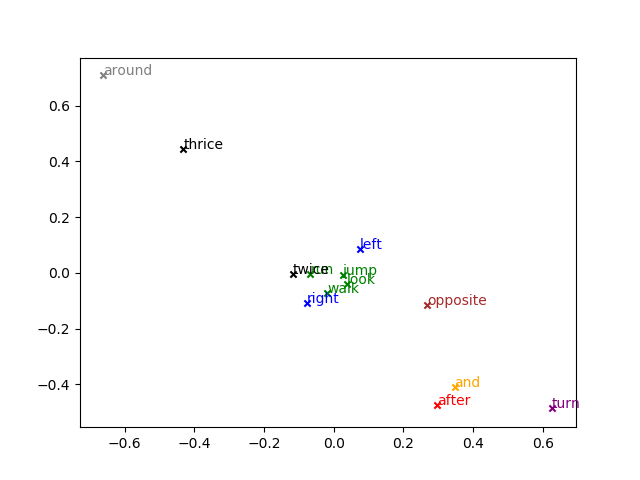 around
0.6
thrice
0.4
0.2
left
twice
run
0.0
jump
look
walk
right
opposite
−0.2
and
−0.4
after
turn
−0.6
−0.4
−0.2
0.0
0.2
0.4
0.6